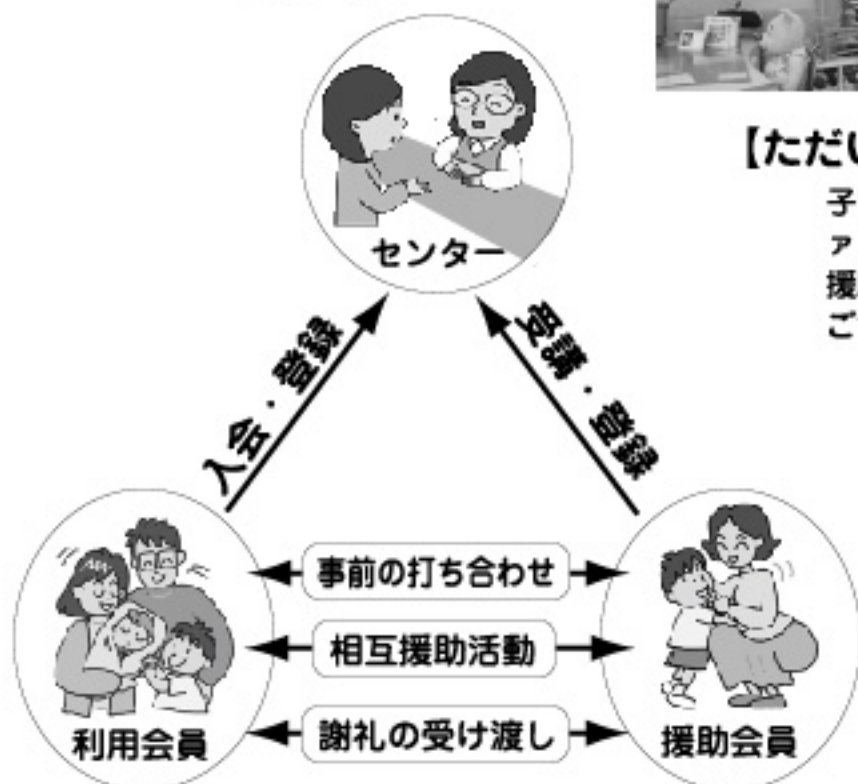 センター
【ただい
子
ァ
援
ご
入会・登録
受講・登録
事前の打ち合わせ
相互援助活動
謝礼の受け渡し
利用会員
援助会員